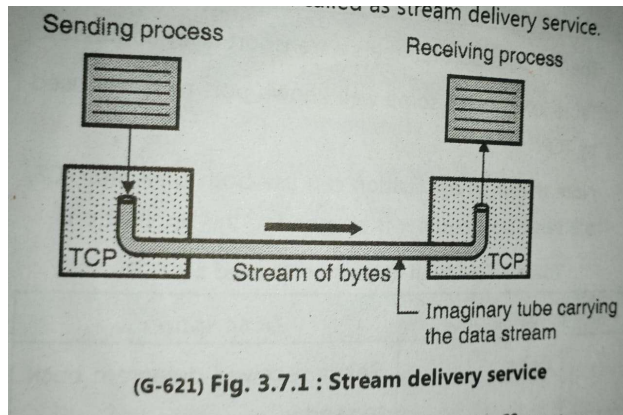 as stream delivery service.
Sending process
Receiving process
TCP
TCP
Stream of bytes
Imaginary tube carrying
the data stream
(G-621) Fig. 3.7.1 : Stream delivery service